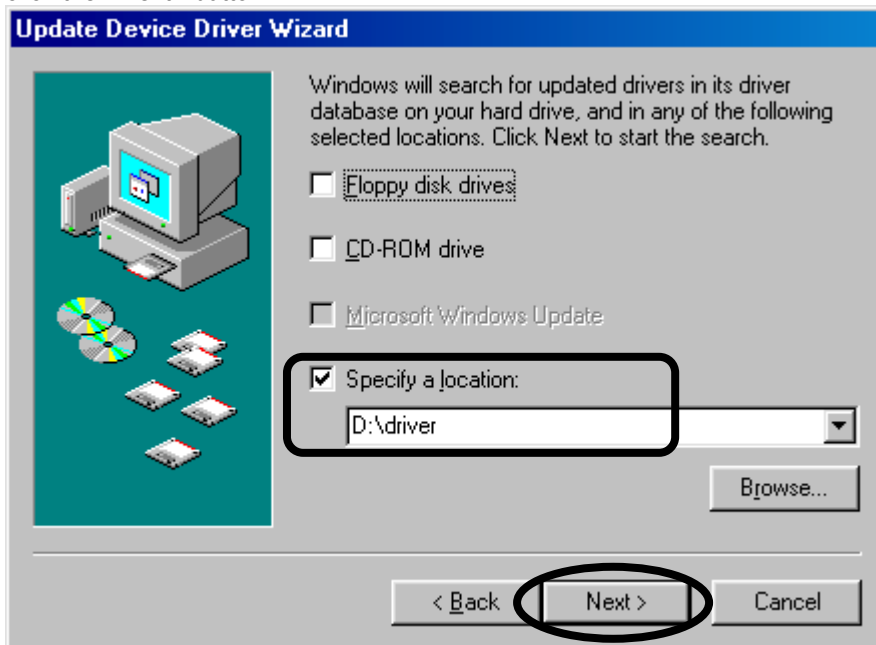 Update Device Driver Wizard
Windows will search for updated drivers in its driver
database on your hard drive, and in any of the following
selected locations. Click Next to start the search.
Floppy disk drives
CD-ROM drive
Microsoft Windows Update
Specify a location:
D:\driver
Browse...
< Back
Next >
Cancel